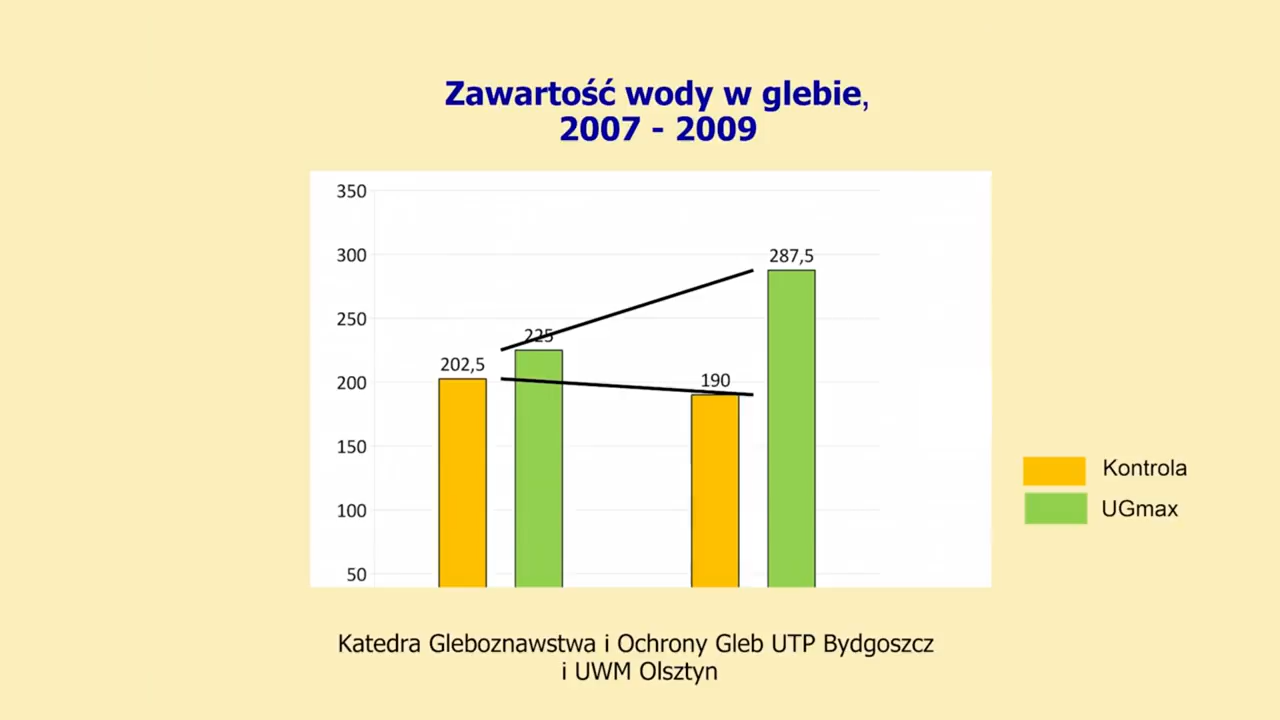 Zawartość wody w glebie,
2007 - 2009
350
300
250
200
150
100
50
202,5
225
190
287,5
Kontrola
UGmax
Katedra Gleboznawstwa i Ochrony Gleb UTP Bydgoszcz
i UWM Olsztyn